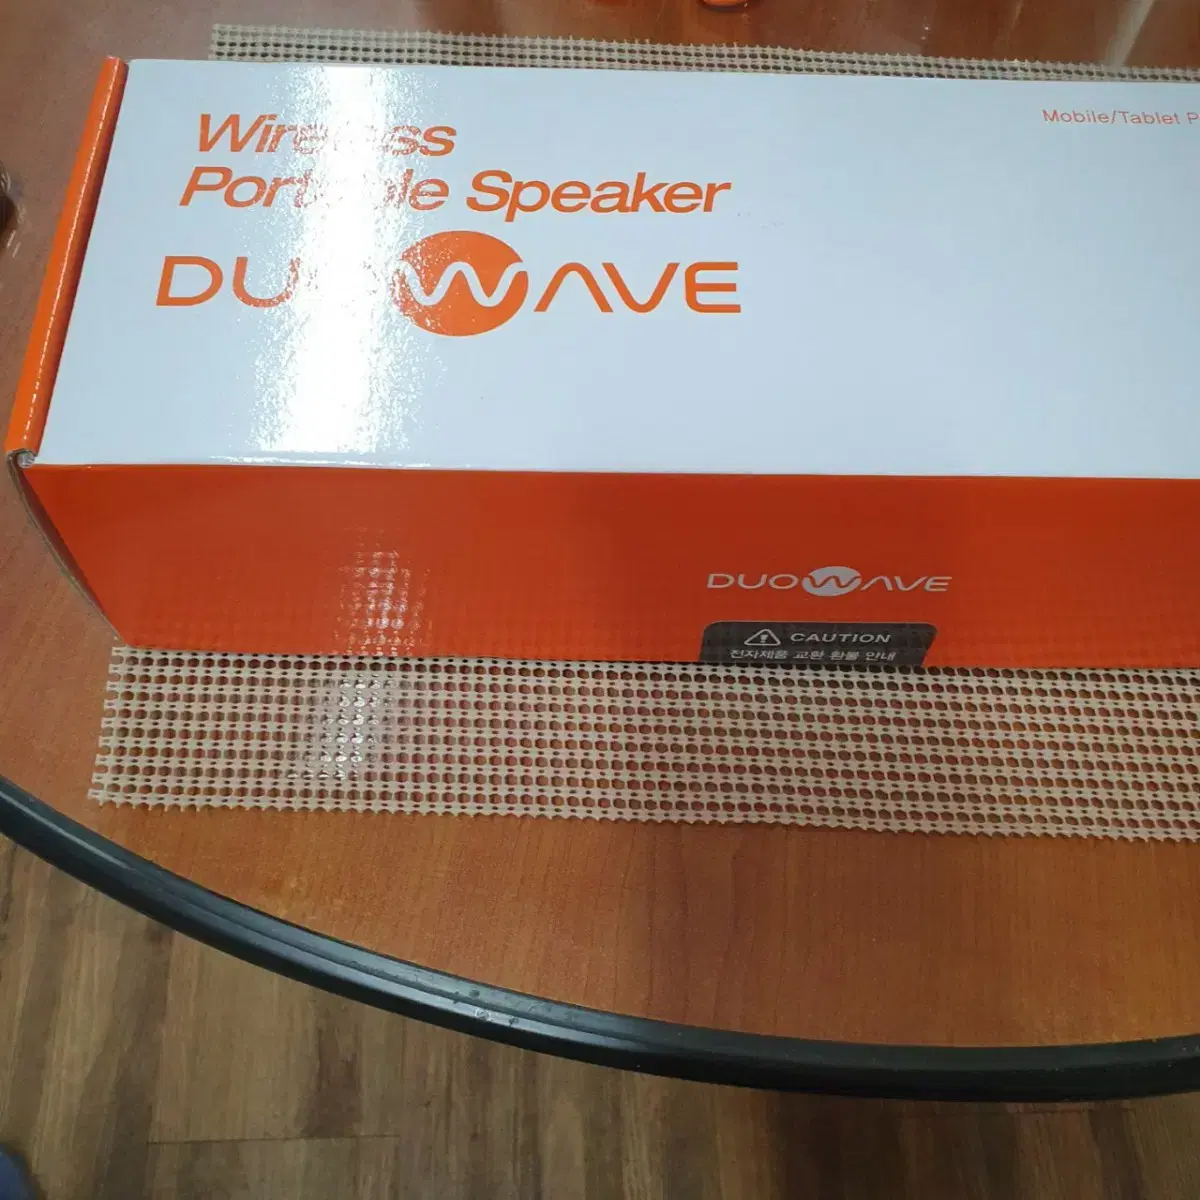 Wireless
Portable Speaker
DUOWAVE
Mobile/Tablet P
DUOWAVE
CAUTION
전자제품 교환 환불 안내